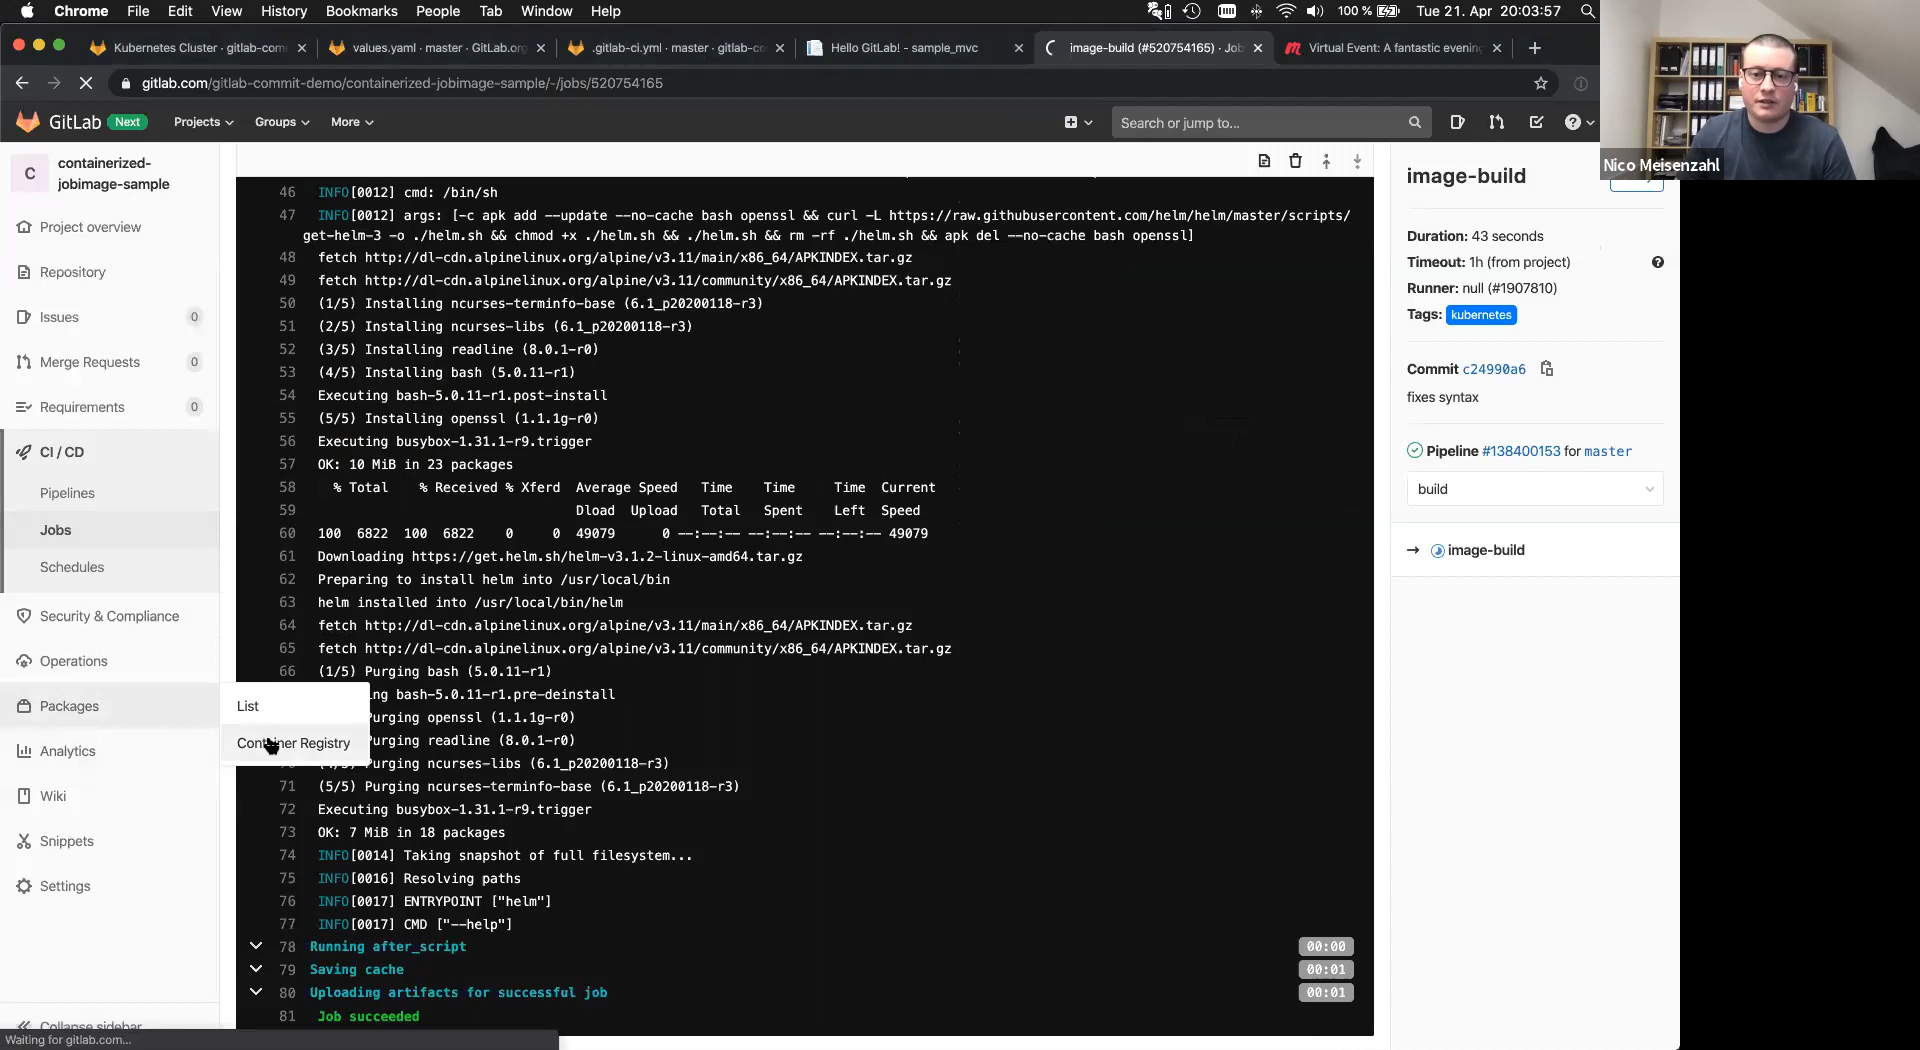 Chrome File Edit View History Bookmarks People Tab Window Help 100 % Tue 21. Apr 20:03:57
Kubernetes Cluster · gitlab-com
values.yaml · master · GitLab.org
.gitlab-ci.yml · master · gitlab-co
Hello GitLab! - sample_mvc
image-build (#520754165) · Jo
Virtual Event: A fantastic evening
gitlab.com/gitlab-commit-demo/containerized-jobimage-sample/-/jobs/520754165
GitLab Next Projects Groups More Search or jump to...
Nico Meisenzahl
C
containerized-
jobimage-sample
Project overview
Repository
Issues 0
Merge Requests 0
Requirements 0
CI / CD
Pipelines
Jobs
Schedules
Security & Compliance
Operations
Packages
Analytics
Wiki
Snippets
Settings
Collapse sidebar
Waiting for gitlab.com...
List
Container Registry
46 INFO[0012] cmd: /bin/sh
47 INFO[0012] args: [-c apk add --update --no-cache bash openssl && curl -L https://raw.githubusercontent.com/helm/helm/master/scripts/
get-helm-3 -o ./helm.sh && chmod +x ./helm.sh && ./helm.sh && rm -rf ./helm.sh && apk del --no-cache bash openssl]
48 fetch http://dl-cdn.alpinelinux.org/alpine/v3.11/main/x86_64/APKINDEX.tar.gz
49 fetch http://dl-cdn.alpinelinux.org/alpine/v3.11/community/x86_64/APKINDEX.tar.gz
50 (1/5) Installing ncurses-terminfo-base (6.1_p20200118-r3)
51 (2/5) Installing ncurses-libs (6.1_p20200118-r3)
52 (3/5) Installing readline (8.0.1-r0)
53 (4/5) Installing bash (5.0.11-r1)
54 Executing bash-5.0.11-r1.post-install
55 (5/5) Installing openssl (1.1.1g-r0)
56 Executing busybox-1.31.1-r9.trigger
57 OK: 10 MiB in 23 packages
58 % Total % Received % Xferd Average Speed Time Time Time Current
59 Dload Upload Total Spent Left Speed
60 100 6822 100 6822 0 0 49079 0 --:--:-- --:--:-- --:--:-- 49079
61 Downloading https://get.helm.sh/helm-v3.1.2-linux-amd64.tar.gz
62 Preparing to install helm into /usr/local/bin
63 helm installed into /usr/local/bin/helm
64 fetch http://dl-cdn.alpinelinux.org/alpine/v3.11/main/x86_64/APKINDEX.tar.gz
65 fetch http://dl-cdn.alpinelinux.org/alpine/v3.11/community/x86_64/APKINDEX.tar.gz
66 (1/5) Purging bash (5.0.11-r1)
ng bash-5.0.11-r1.pre-deinstall
Purging openssl (1.1.1g-r0)
Purging readline (8.0.1-r0)
Purging ncurses-libs (6.1_p20200118-r3)
71 (5/5) Purging ncurses-terminfo-base (6.1_p20200118-r3)
72 Executing busybox-1.31.1-r9.trigger
73 OK: 7 MiB in 18 packages
74 INFO[0014] Taking snapshot of full filesystem...
75 INFO[0016] Resolving paths
76 INFO[0017] ENTRYPOINT ["helm"]
77 INFO[0017] CMD ["--help"]
78 Running after_script 00:00
79 Saving cache 00:01
80 Uploading artifacts for successful job 00:01
81 Job succeeded
image-build
Duration: 43 seconds
Timeout: 1h (from project)
Runner: null (#1907810)
Tags: kubernetes
Commit c24990a6
fixes syntax
Pipeline #138400153 for master
build
→ image-build